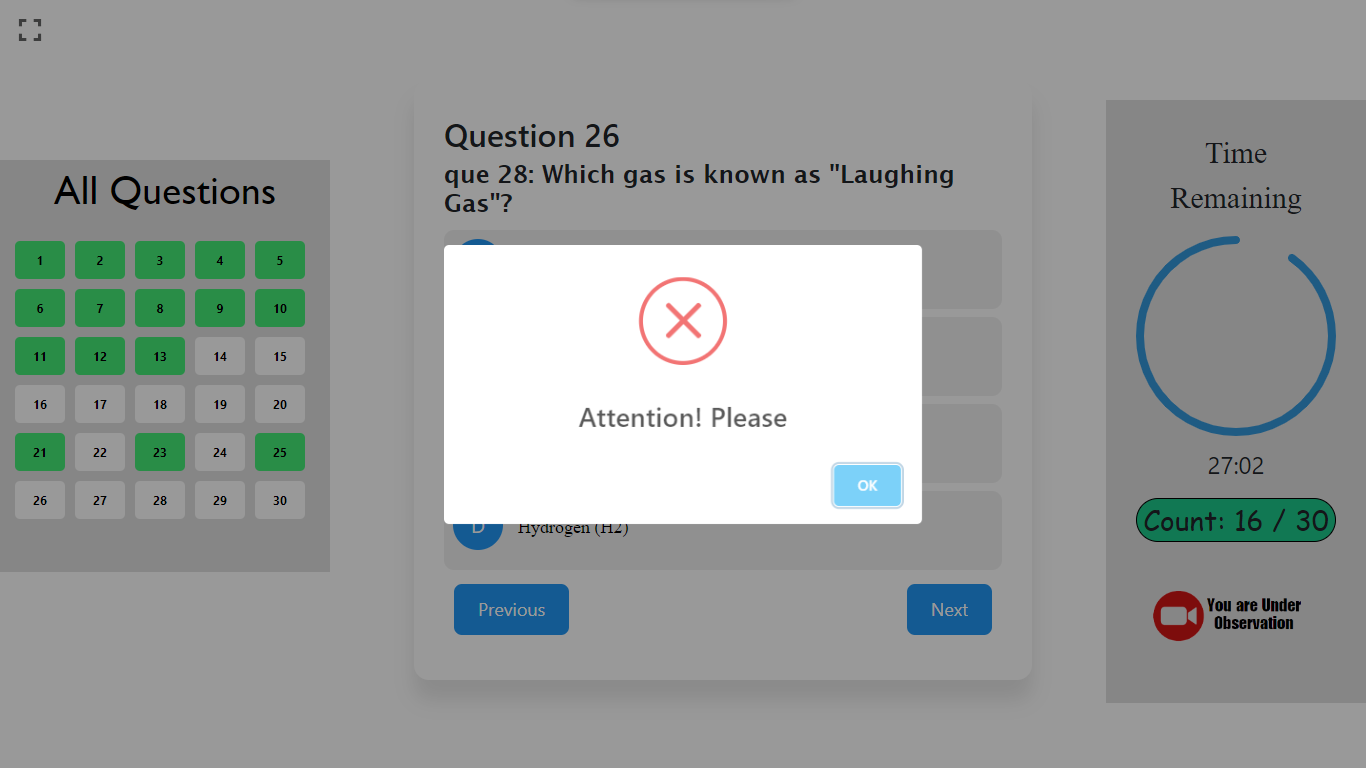 All Questions
1 2 3 4 5
6 7 8 9 10
11 12 13 14 15
16 17 18 19 20
21 22 23 24 25
26 27 28 29 30
Question 26
que 28: Which gas is known as "Laughing
Gas"?
Attention! Please
OK
D Hydrogen (H2)
Previous Next
Time
Remaining
27:02
Count: 16 / 30
You are Under
Observation